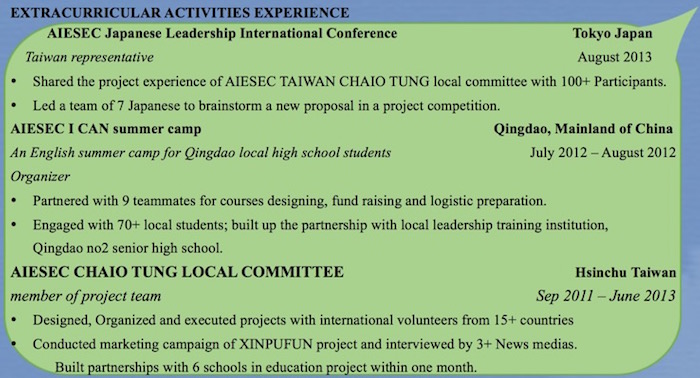 EXTRACURRICULAR ACTIVITIES EXPERIENCE
AIESEC Japanese Leadership International Conference Tokyo Japan
Taiwan representative August 2013
• Shared the project experience of AIESEC TAIWAN CHAIO TUNG local committee with 100+ Participants.
• Led a team of 7 Japanese to brainstorm a new proposal in a project competition.
AIESEC I CAN summer camp Qingdao, Mainland of China
An English summer camp for Qingdao local high school students July 2012 – August 2012
Organizer
• Partnered with 9 teammates for courses designing, fund raising and logistic preparation.
• Engaged with 70+ local students; built up the partnership with local leadership training institution,
Qingdao no2 senior high school.
AIESEC CHAIO TUNG LOCAL COMMITTEE Hsinchu Taiwan
member of project team Sep 2011 – June 2013
• Designed, Organized and executed projects with international volunteers from 15+ countries
• Conducted marketing campaign of XINPUFUN project and interviewed by 3+ News medias.
Built partnerships with 6 schools in education project within one month.